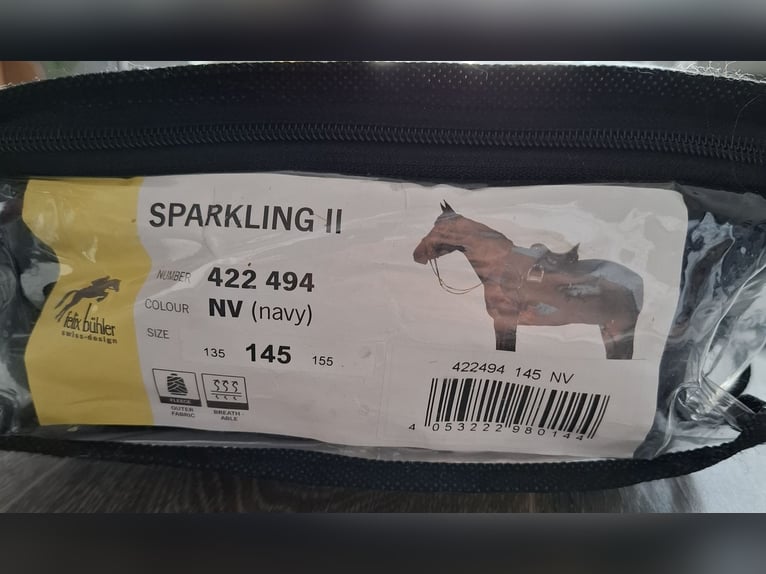 SPARKLING II
NUMBER 422 494
COLOUR NV (navy)
SIZE
135 145 155
felix bühler
swiss-design
FLEECE
OUTER FABRIC
BREATH-ABLE
422494 145 NV
4 053222 980144